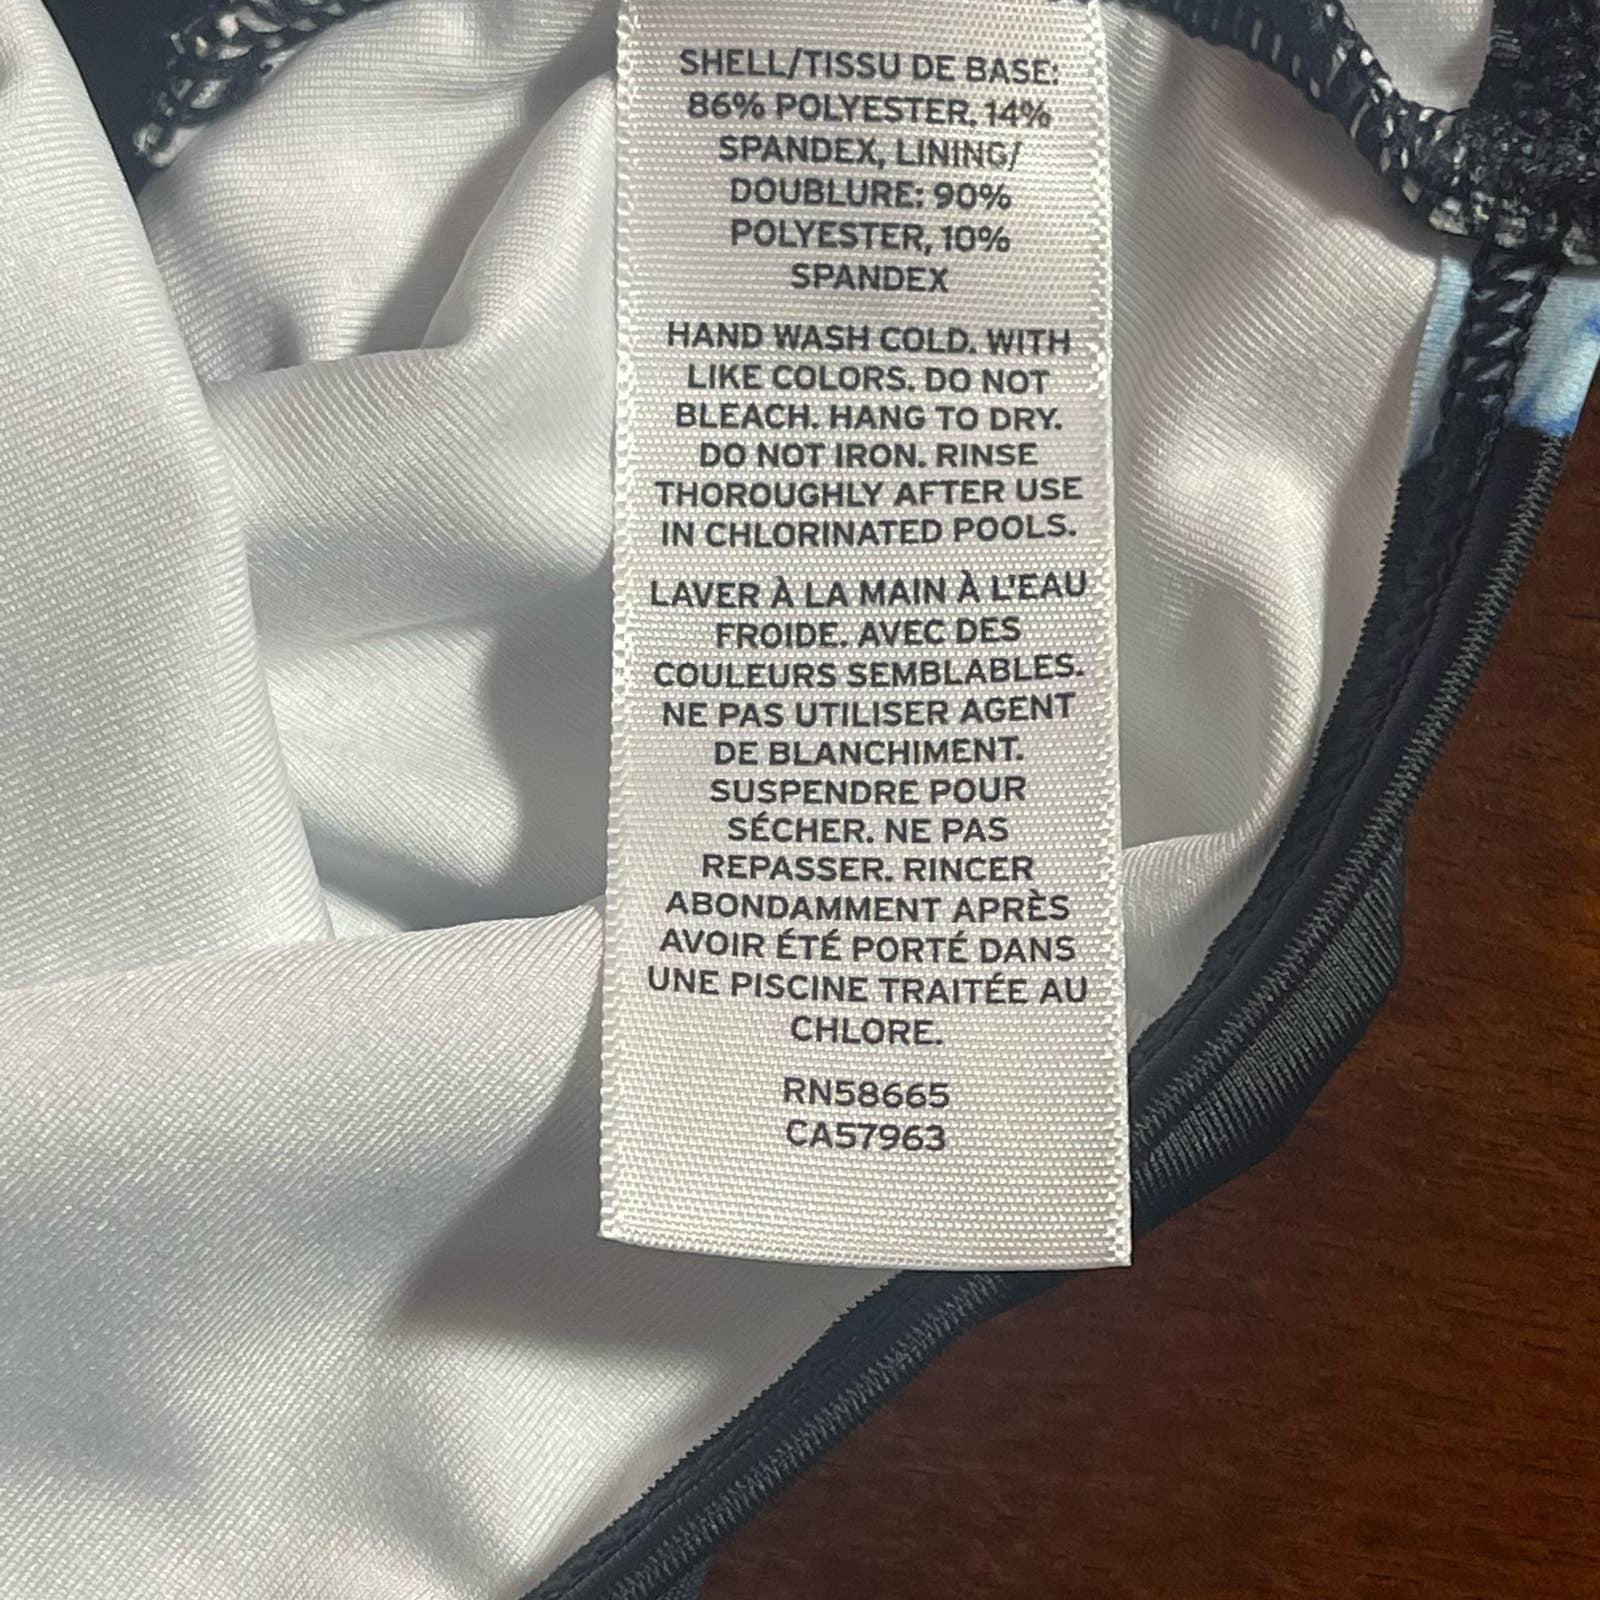 SHELL/TISSU DE BASE:
86% POLYESTER, 14%
SPANDEX, LINING/
DOUBLURE: 90%
POLYESTER, 10%
SPANDEX
HAND WASH COLD. WITH
LIKE COLORS. DO NOT
BLEACH. HANG TO DRY.
DO NOT IRON. RINSE
THOROUGHLY AFTER USE
IN CHLORINATED POOLS.
LAVER À LA MAIN À L'EAU
FROIDE. AVEC DES
COULEURS SEMBLABLES.
NE PAS UTILISER AGENT
DE BLANCHIMENT.
SUSPENDRE POUR
SÉCHER. NE PAS
REPASSER. RINCER
ABONDAMMENT APRÈS
AVOIR ÉTÉ PORTÉ DANS
UNE PISCINE TRAITÉE AU
CHLORE.
RN58665
CA57963